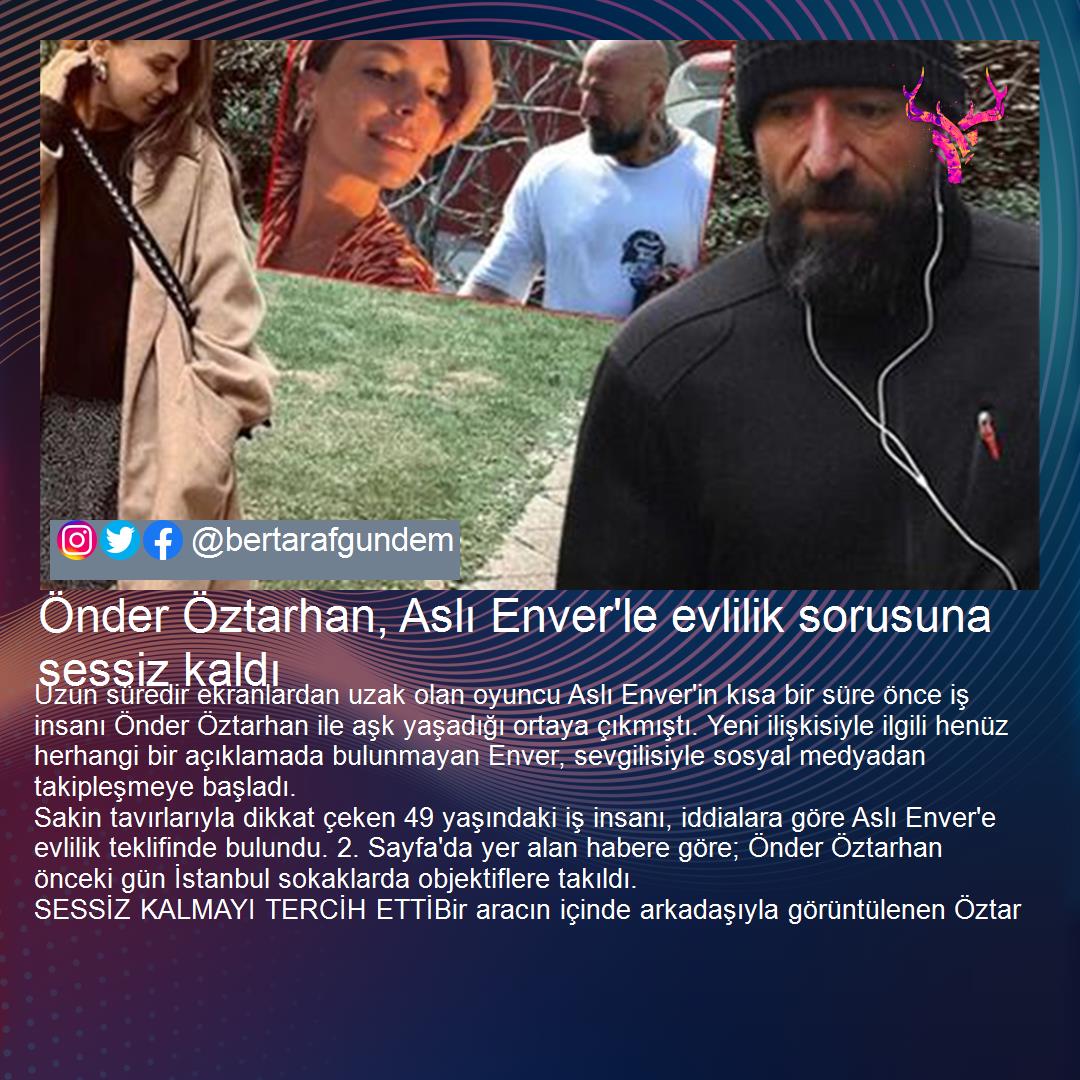 @bertarafgundem
Önder Öztarhan, Aslı Enver'le evlilik sorusuna
sessiz kaldı
Uzun süredir ekranlardan uzak olan oyuncu Aslı Enver'in kısa bir süre önce iş
insanı Önder Öztarhan ile aşk yaşadığı ortaya çıkmıştı. Yeni ilişkisiyle ilgili henüz
herhangi bir açıklamada bulunmayan Enver, sevgilisiyle sosyal medyadan
takipleşmeye başladı.
Sakin tavırlarıyla dikkat çeken 49 yaşındaki iş insanı, iddialara göre Aslı Enver'e
evlilik teklifinde bulundu. 2. Sayfa'da yer alan habere göre; Önder Öztarhan
önceki gün İstanbul sokaklarda objektiflere takıldı.
SESSİZ KALMAYI TERCİH ETTİBir aracın içinde arkadaşıyla görüntülenen Öztar